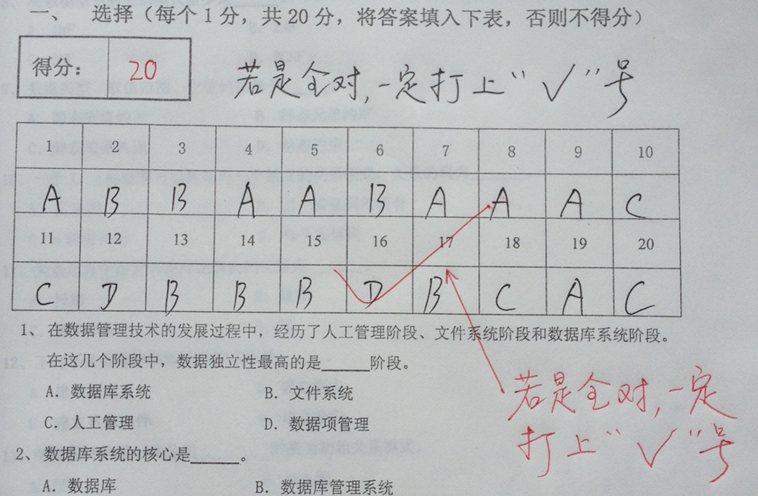 一、 选择（每个 1 分，共 20 分，将答案填入下表，否则不得分）
得分： 20
若是全对，一定打上“√”号
1 2 3 4 5 6 7 8 9 10
A B B A A B A A A C
11 12 13 14 15 16 17 18 19 20
C D B B B D B C A C
1、在数据管理技术的发展过程中，经历了人工管理阶段、文件系统阶段和数据库系统阶段。
在这几个阶段中，数据独立性最高的是______阶段。
A. 数据库系统 B. 文件系统
C. 人工管理 D. 数据项管理
若是全对，一定
打上“√”号
2、数据库系统的核心是______。
A. 数据库 B. 数据库管理系统